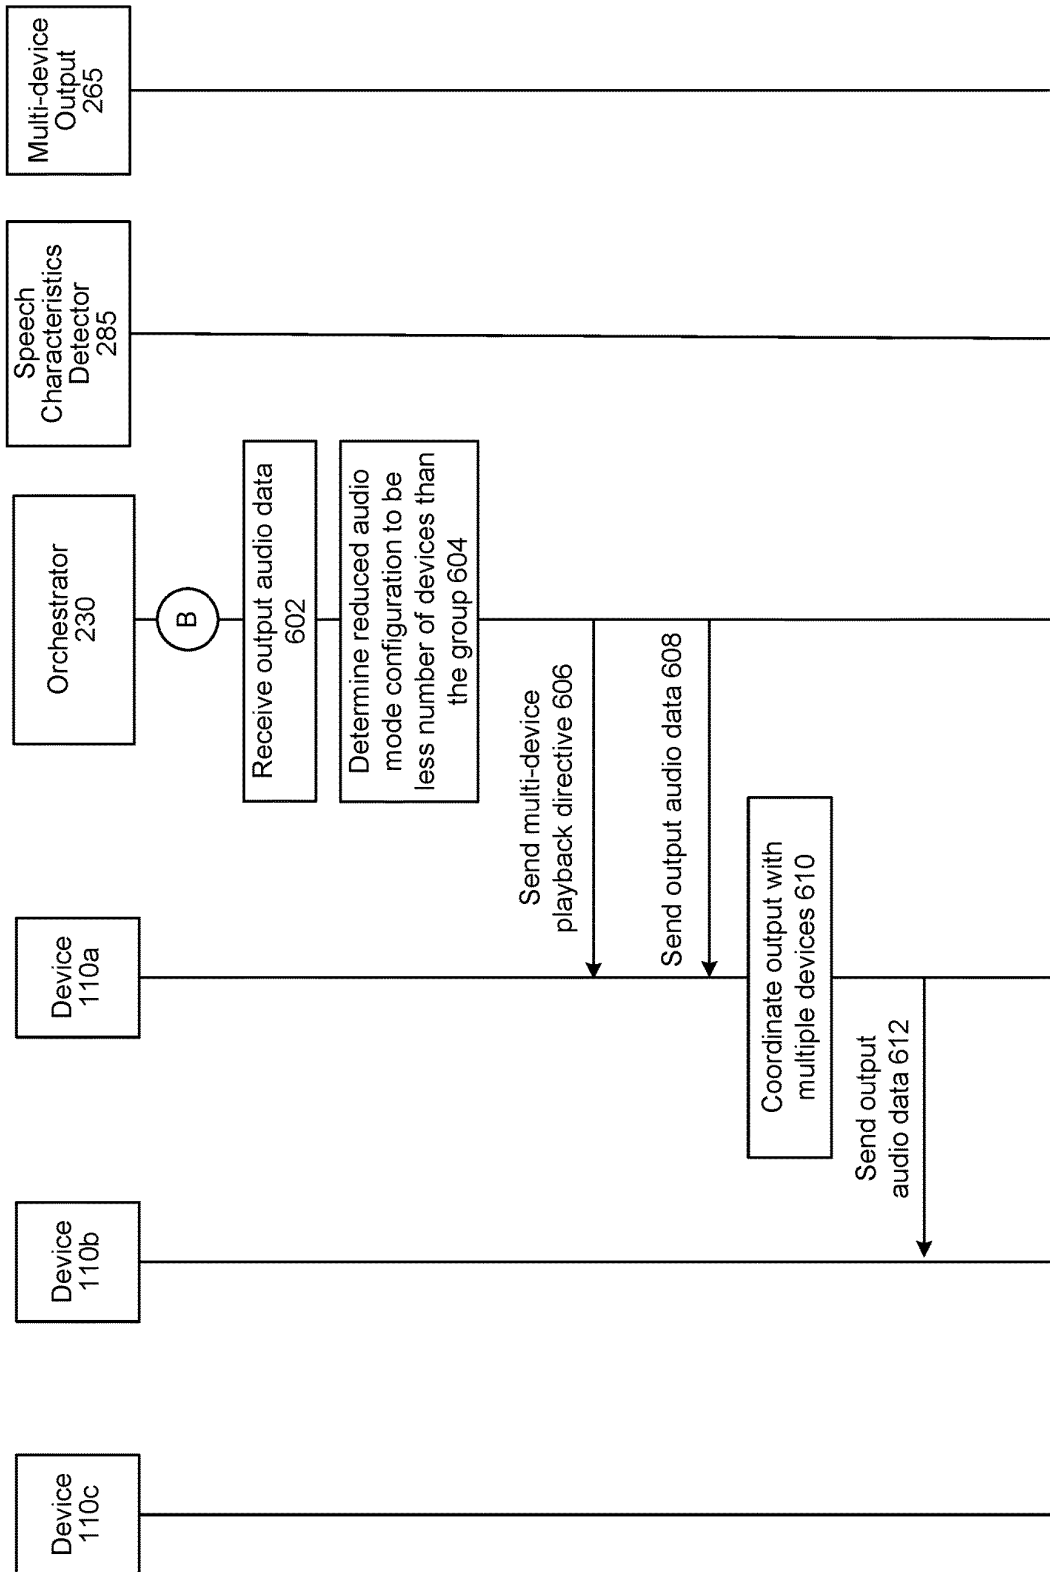 Device
110c
Device
110b
Device
110a
Orchestrator
230
Speech
Characteristics
Detector
285
Multi-device
Output
265
B
Receive output audio data
602
Determine reduced audio
mode configuration to be
less number of devices than
the group 604
Send multi-device
playback directive 606
Send output audio data 608
Coordinate output with
multiple devices 610
Send output
audio data 612